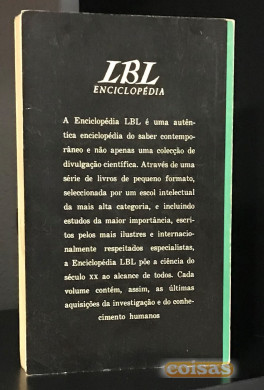 LBL
ENCICLOPÉDIA
A Enciclopédia LBL é uma autên-
tica enciclopédia do saber contempo-
râneo e não apenas uma colecção de
divulgação científica. Através de uma
série de livros de pequeno formato,
seleccionada por um escol intelectual
da mais alta categoria, e incluindo
estudos da maior importância, escri-
tos pelos mais ilustres e internacio-
nalmente respeitados especialistas,
a Enciclopédia LBL põe a ciência do
século XX ao alcance de todos. Cada
volume contém, assim, as últimas
aquisições da investigação e do conhe-
cimento humanos
coisas